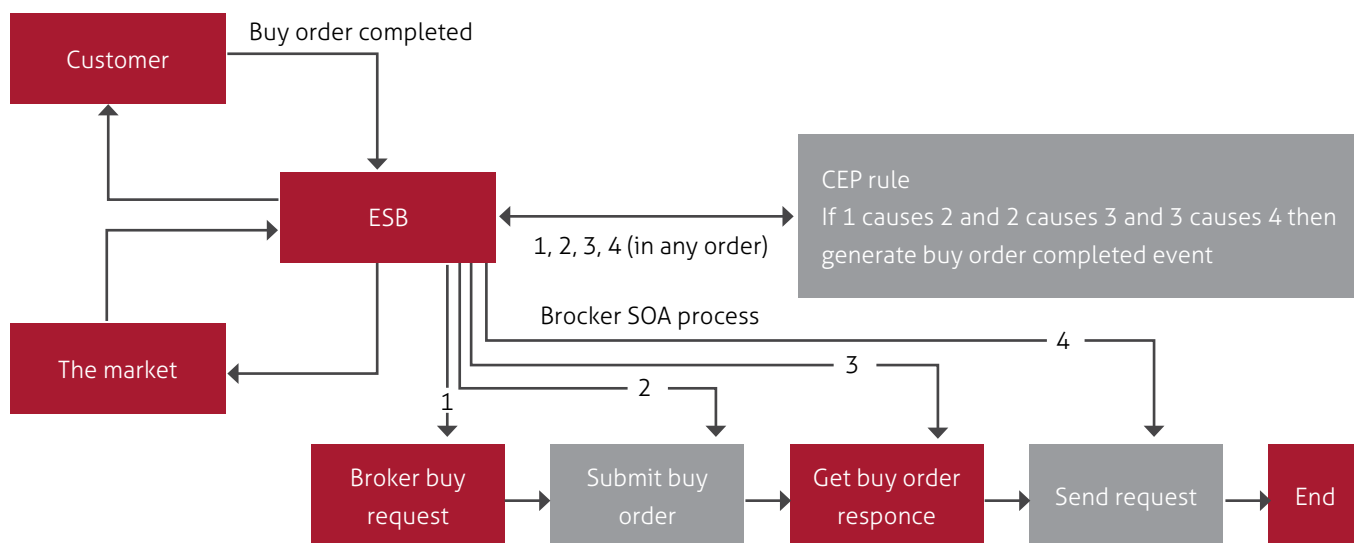 Buy order completed
Customer
CEP rule
If 1 causes 2 and 2 causes 3 and 3 causes 4 then
generate buy order completed event
ESB
1, 2, 3, 4 (in any order)
Brocker SOA process
The market
4
3
2
1
Broker buy
request
Submit buy
order
Get buy order
responce
Send request
End